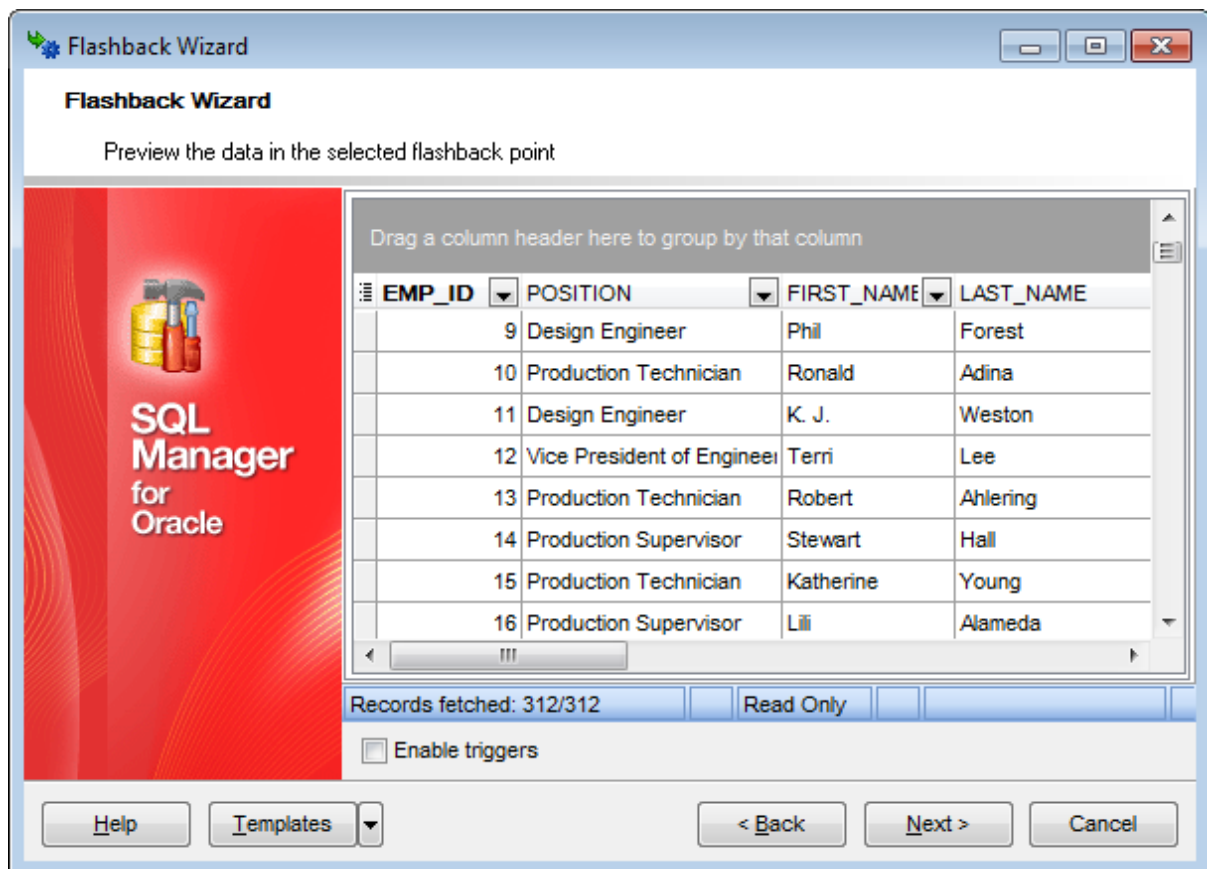 Flashback Wizard
Flashback Wizard
Preview the data in the selected flashback point
Drag a column header here to group by that column
EMP_ID POSITION FIRST_NAME LAST_NAME
9 Design Engineer Phil Forest
10 Production Technician Ronald Adina
11 Design Engineer K. J. Weston
12 Vice President of Engineer Terri Lee
13 Production Technician Robert Ahlering
14 Production Supervisor Stewart Hall
15 Production Technician Katherine Young
16 Production Supervisor Lili Alameda
SQL
Manager
for
Oracle
Records fetched: 312/312 Read Only
Enable triggers
Help Templates < Back Next > Cancel